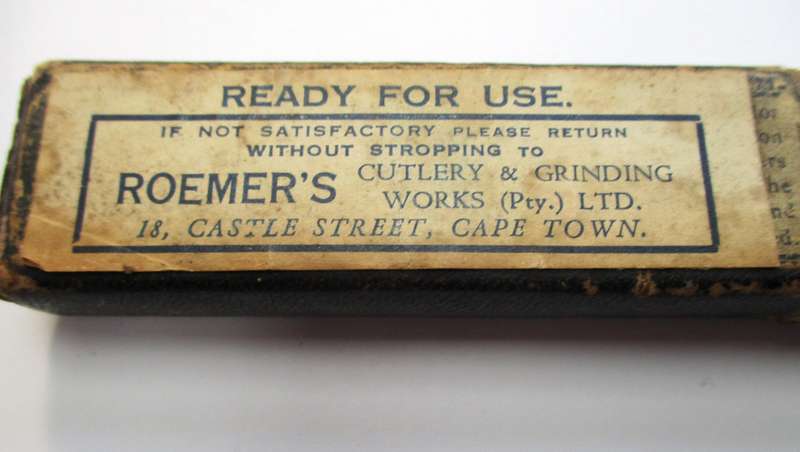 READY FOR USE.
IF NOT SATISFACTORY PLEASE RETURN
WITHOUT STROPPING TO
ROEMER'S CUTLERY & GRINDING
WORKS (Pty.) LTD.
18, CASTLE STREET, CAPE TOWN.